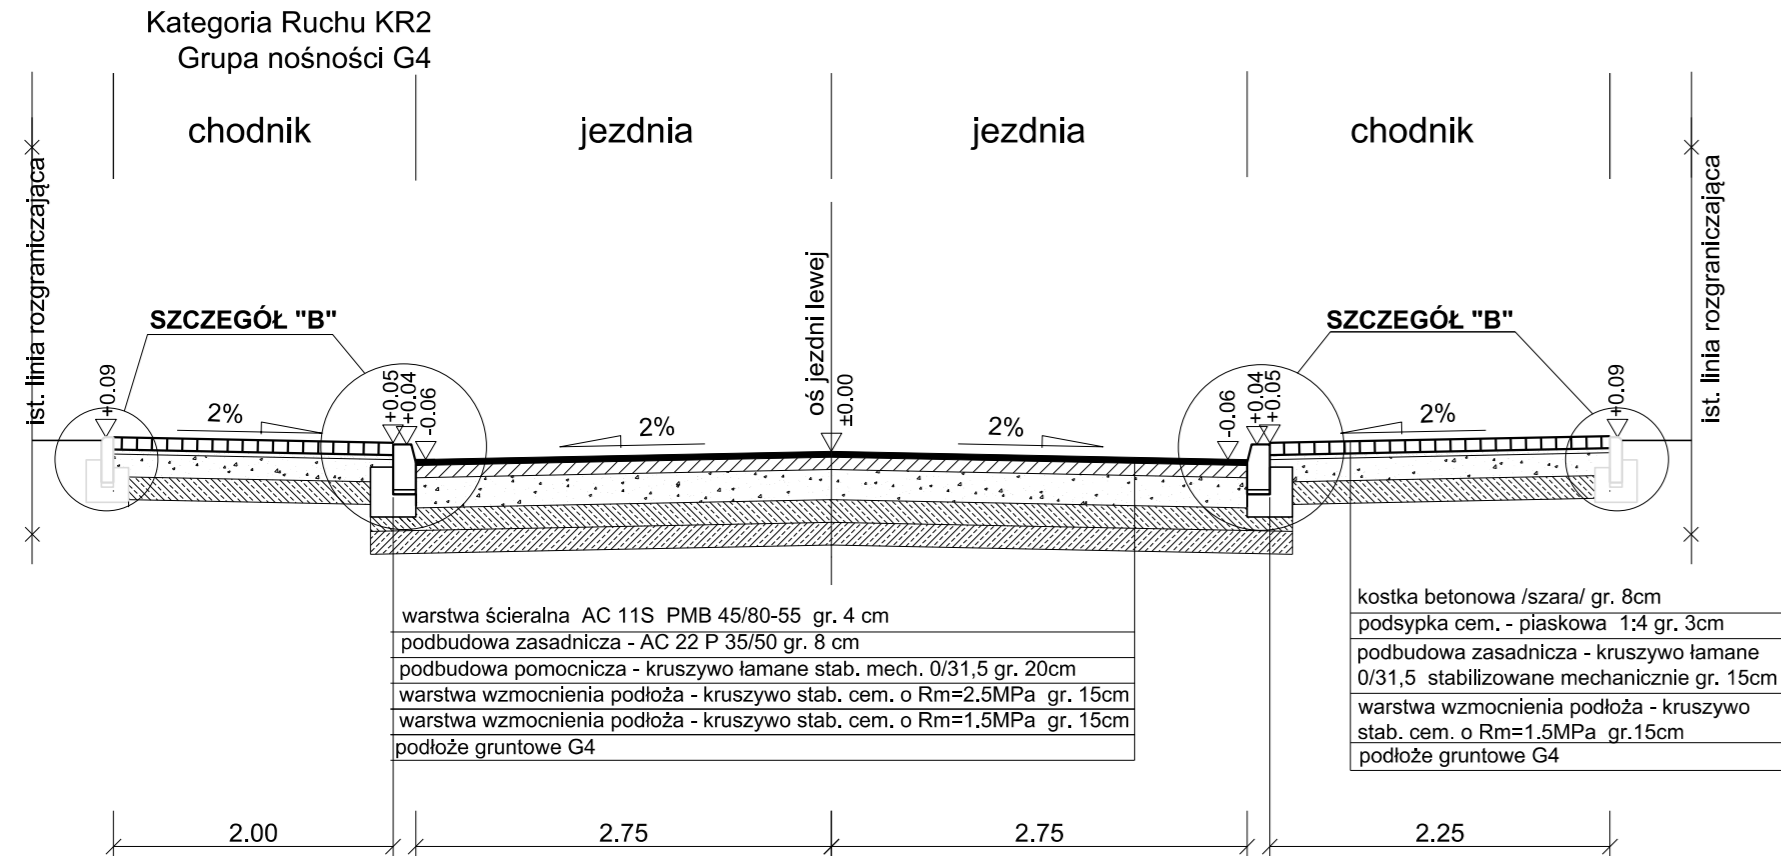 Kategoria Ruchu KR2
Grupa nośności G4
chodnik
jezdnia
jezdnia
chodnik
ist. linia rozgraniczająca
oś jezdni lewej
ist. linia rozgraniczająca
SZCZEGÓŁ "B"
SZCZEGÓŁ "B"
+0.09
+0.05
+0.04
-0.06
±0.00
-0.06
+0.04
+0.05
+0.09
2%
2%
2%
2%
warstwa ścieralna AC 11S PMB 45/80-55 gr. 4 cm
podbudowa zasadnicza - AC 22 P 35/50 gr. 8 cm
podbudowa pomocnicza - kruszywo łamane stab. mech. 0/31,5 gr. 20cm
warstwa wzmocnienia podłoża - kruszywo stab. cem. o Rm=2.5MPa gr. 15cm
warstwa wzmocnienia podłoża - kruszywo stab. cem. o Rm=1.5MPa gr. 15cm
podłoże gruntowe G4
kostka betonowa /szara/ gr. 8cm
podsypka cem. - piaskowa 1:4 gr. 3cm
podbudowa zasadnicza - kruszywo łamane
0/31,5 stabilizowane mechanicznie gr. 15cm
warstwa wzmocnienia podłoża - kruszywo
stab. cem. o Rm=1.5MPa gr.15cm
podłoże gruntowe G4
2.00
2.75
2.75
2.25